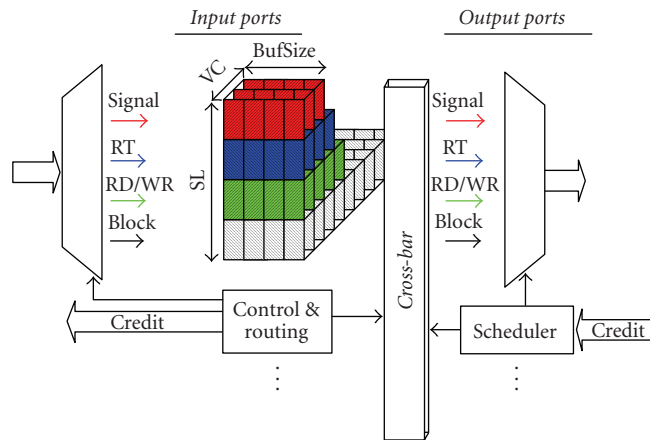 Input ports
Output ports
BufSize
VC
SL
Signal
RT
RD/WR
Block
Cross-bar
Signal
RT
RD/WR
Block
Credit
Control &
routing
Scheduler
Credit